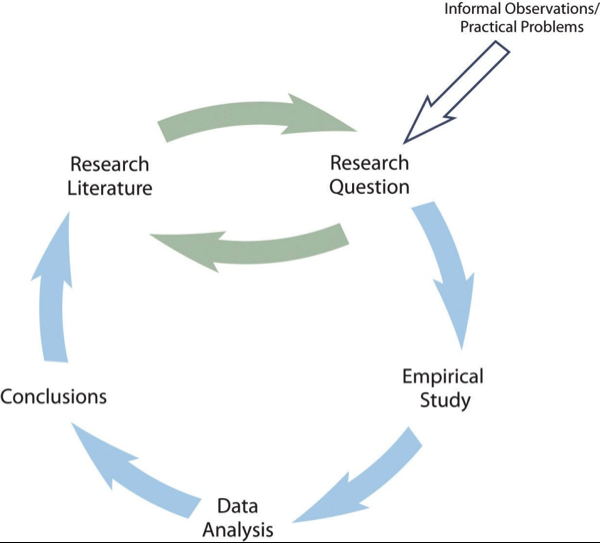 Informal Observations/
Practical Problems
Research
Literature
Research
Question
Empirical
Study
Data
Analysis
Conclusions